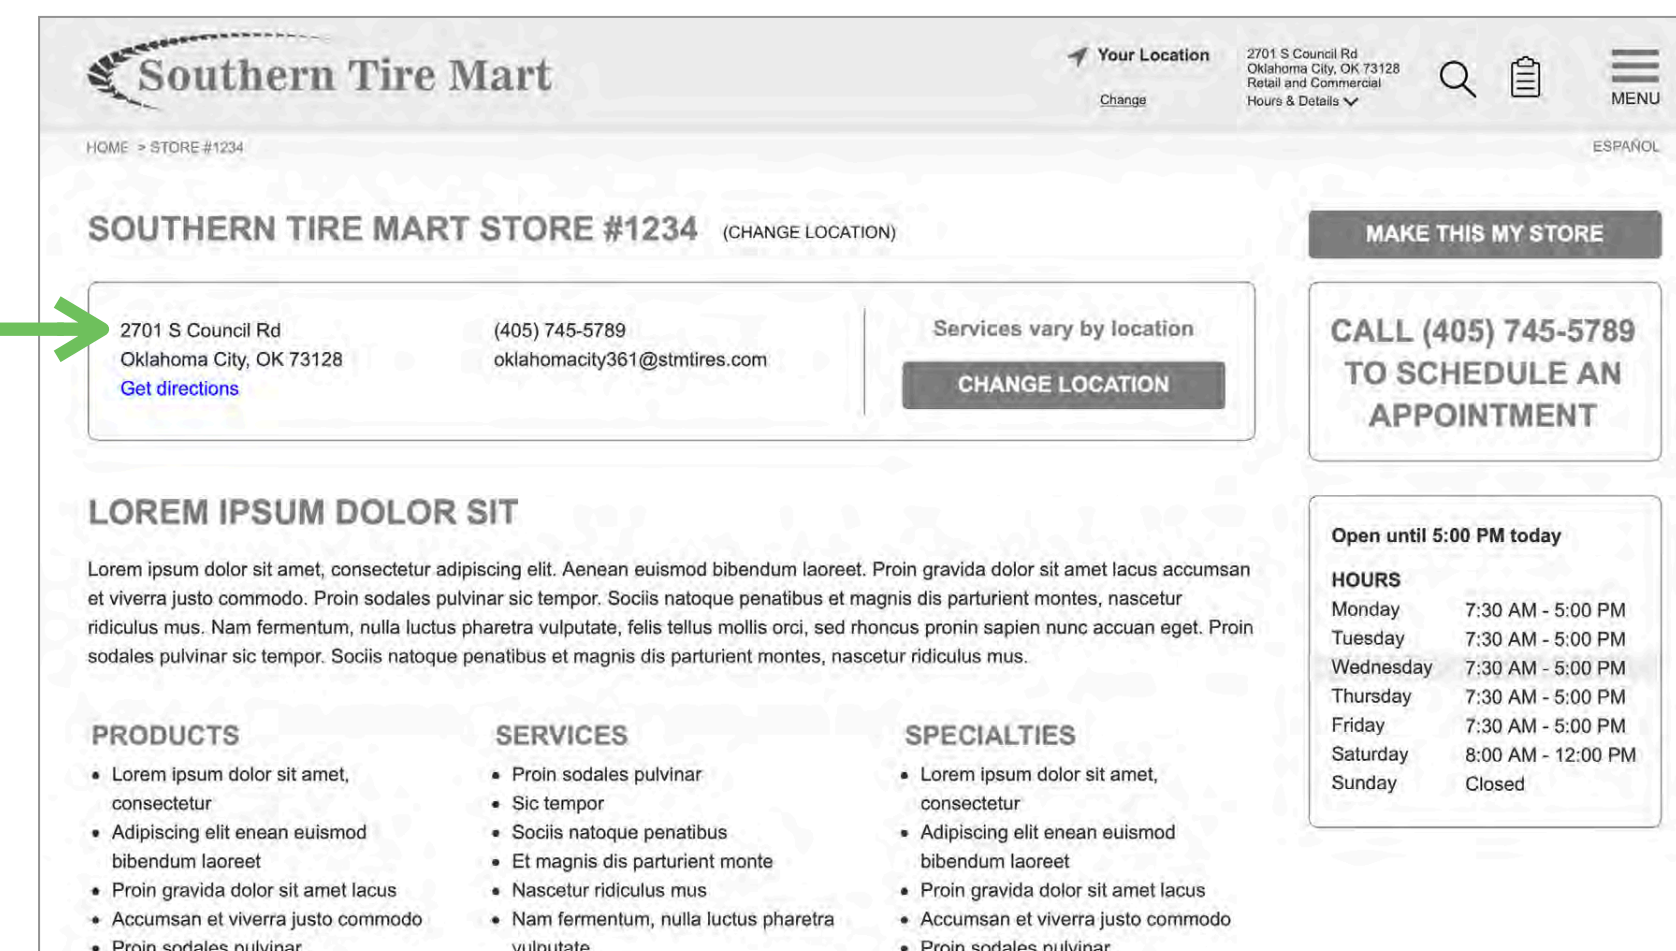 Southern Tire Mart
Your Location
Change
2701 S Council Rd
Oklahoma City, OK 73128
Retail and Commercial
Hours & Details
MENU
HOME > STORE #1234
ESPAÑOL
SOUTHERN TIRE MART STORE #1234 (CHANGE LOCATION)
MAKE THIS MY STORE
2701 S Council Rd
Oklahoma City, OK 73128
Get directions
(405) 745-5789
oklahomacity361@stmtires.com
Services vary by location
CHANGE LOCATION
CALL (405) 745-5789
TO SCHEDULE AN
APPOINTMENT
LOREM IPSUM DOLOR SIT
Lorem ipsum dolor sit amet, consectetur adipiscing elit. Aenean euismod bibendum laoreet. Proin gravida dolor sit amet lacus accumsan
et viverra justo commodo. Proin sodales pulvinar sic tempor. Sociis natoque penatibus et magnis dis parturient montes, nascetur
ridiculus mus. Nam fermentum, nulla luctus pharetra vulputate, felis tellus mollis orci, sed rhoncus pronin sapien nunc accuan eget. Proin
sodales pulvinar sic tempor. Sociis natoque penatibus et magnis dis parturient montes, nascetur ridiculus mus.
Open until 5:00 PM today
HOURS
Monday 7:30 AM - 5:00 PM
Tuesday 7:30 AM - 5:00 PM
Wednesday 7:30 AM - 5:00 PM
Thursday 7:30 AM - 5:00 PM
Friday 7:30 AM - 5:00 PM
Saturday 8:00 AM - 12:00 PM
Sunday Closed
PRODUCTS
• Lorem ipsum dolor sit amet,
consectetur
• Adipiscing elit enean euismod
bibendum laoreet
• Proin gravida dolor sit amet lacus
• Accumsan et viverra justo commodo
• Proin sodales pulvinar
SERVICES
• Proin sodales pulvinar
• Sic tempor
• Sociis natoque penatibus
• Et magnis dis parturient monte
• Nascetur ridiculus mus
• Nam fermentum, nulla luctus pharetra
vulputate
SPECIALTIES
• Lorem ipsum dolor sit amet,
consectetur
• Adipiscing elit enean euismod
bibendum laoreet
• Proin gravida dolor sit amet lacus
• Accumsan et viverra justo commodo
• Proin sodales pulvinar